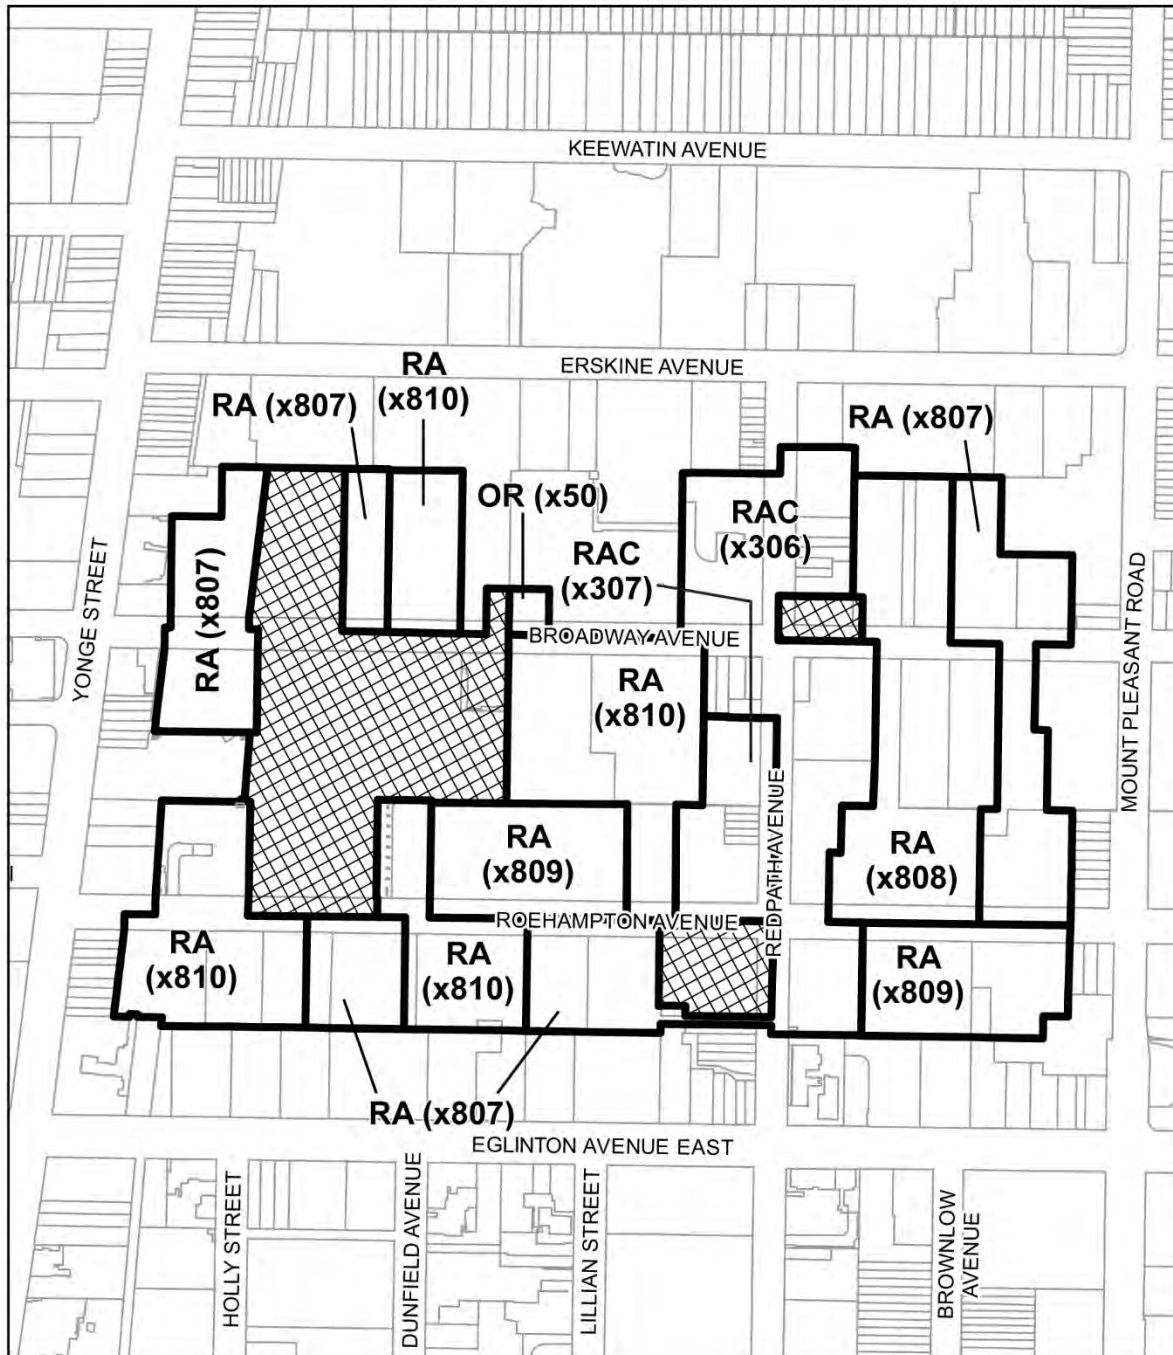 KEEWATIN AVENUE
ERSKINE AVENUE
RA
(x810)
RA (x807)
RA (x807)
OR (x50)
RAC
(x306)
RAC
(x307)
YONGE STREET
RA (x807)
BROADWAY AVENUE
MOUNT PLEASANT ROAD
RA
(x810)
REDPATH AVENUE
RA
(x809)
RA
(x808)
ROEHAMPTON AVENUE
RA
(x810)
RA
(x810)
RA
(x809)
RA (x807)
EGLINTON AVENUE EAST
HOLLY STREET
DUNFIELD AVENUE
LILLIAN STREET
BROWNLOW
AVENUE